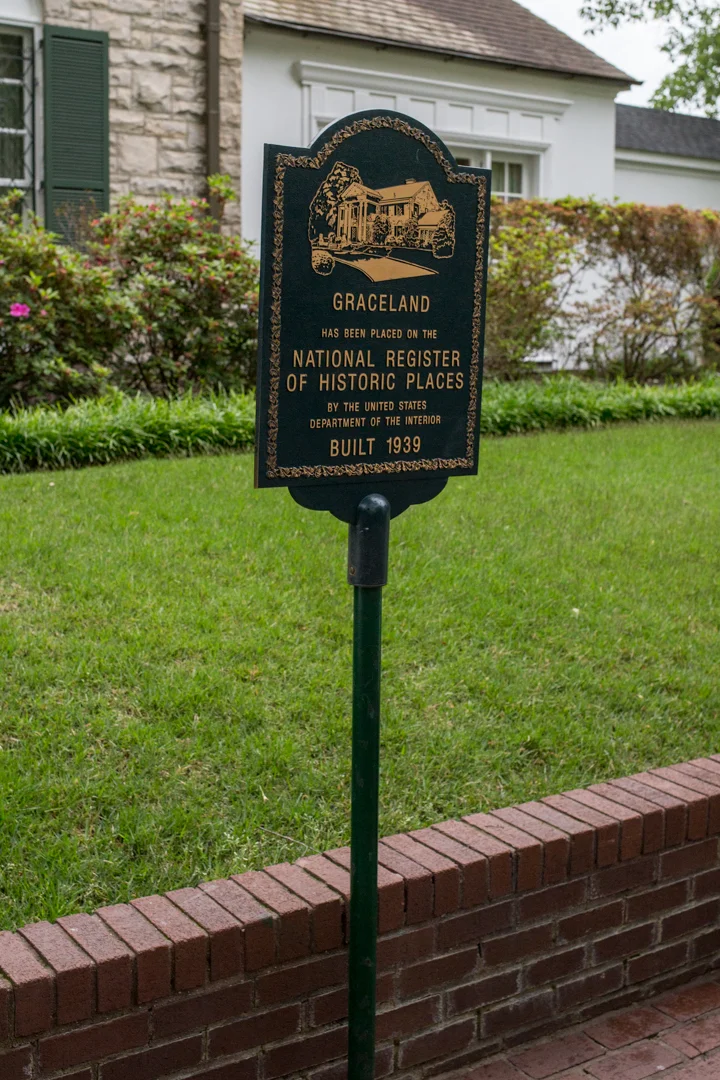 GRACELAND
HAS BEEN PLACED ON THE
NATIONAL REGISTER
OF HISTORIC PLACES
BY THE UNITED STATES
DEPARTMENT OF THE INTERIOR
BUILT 1939